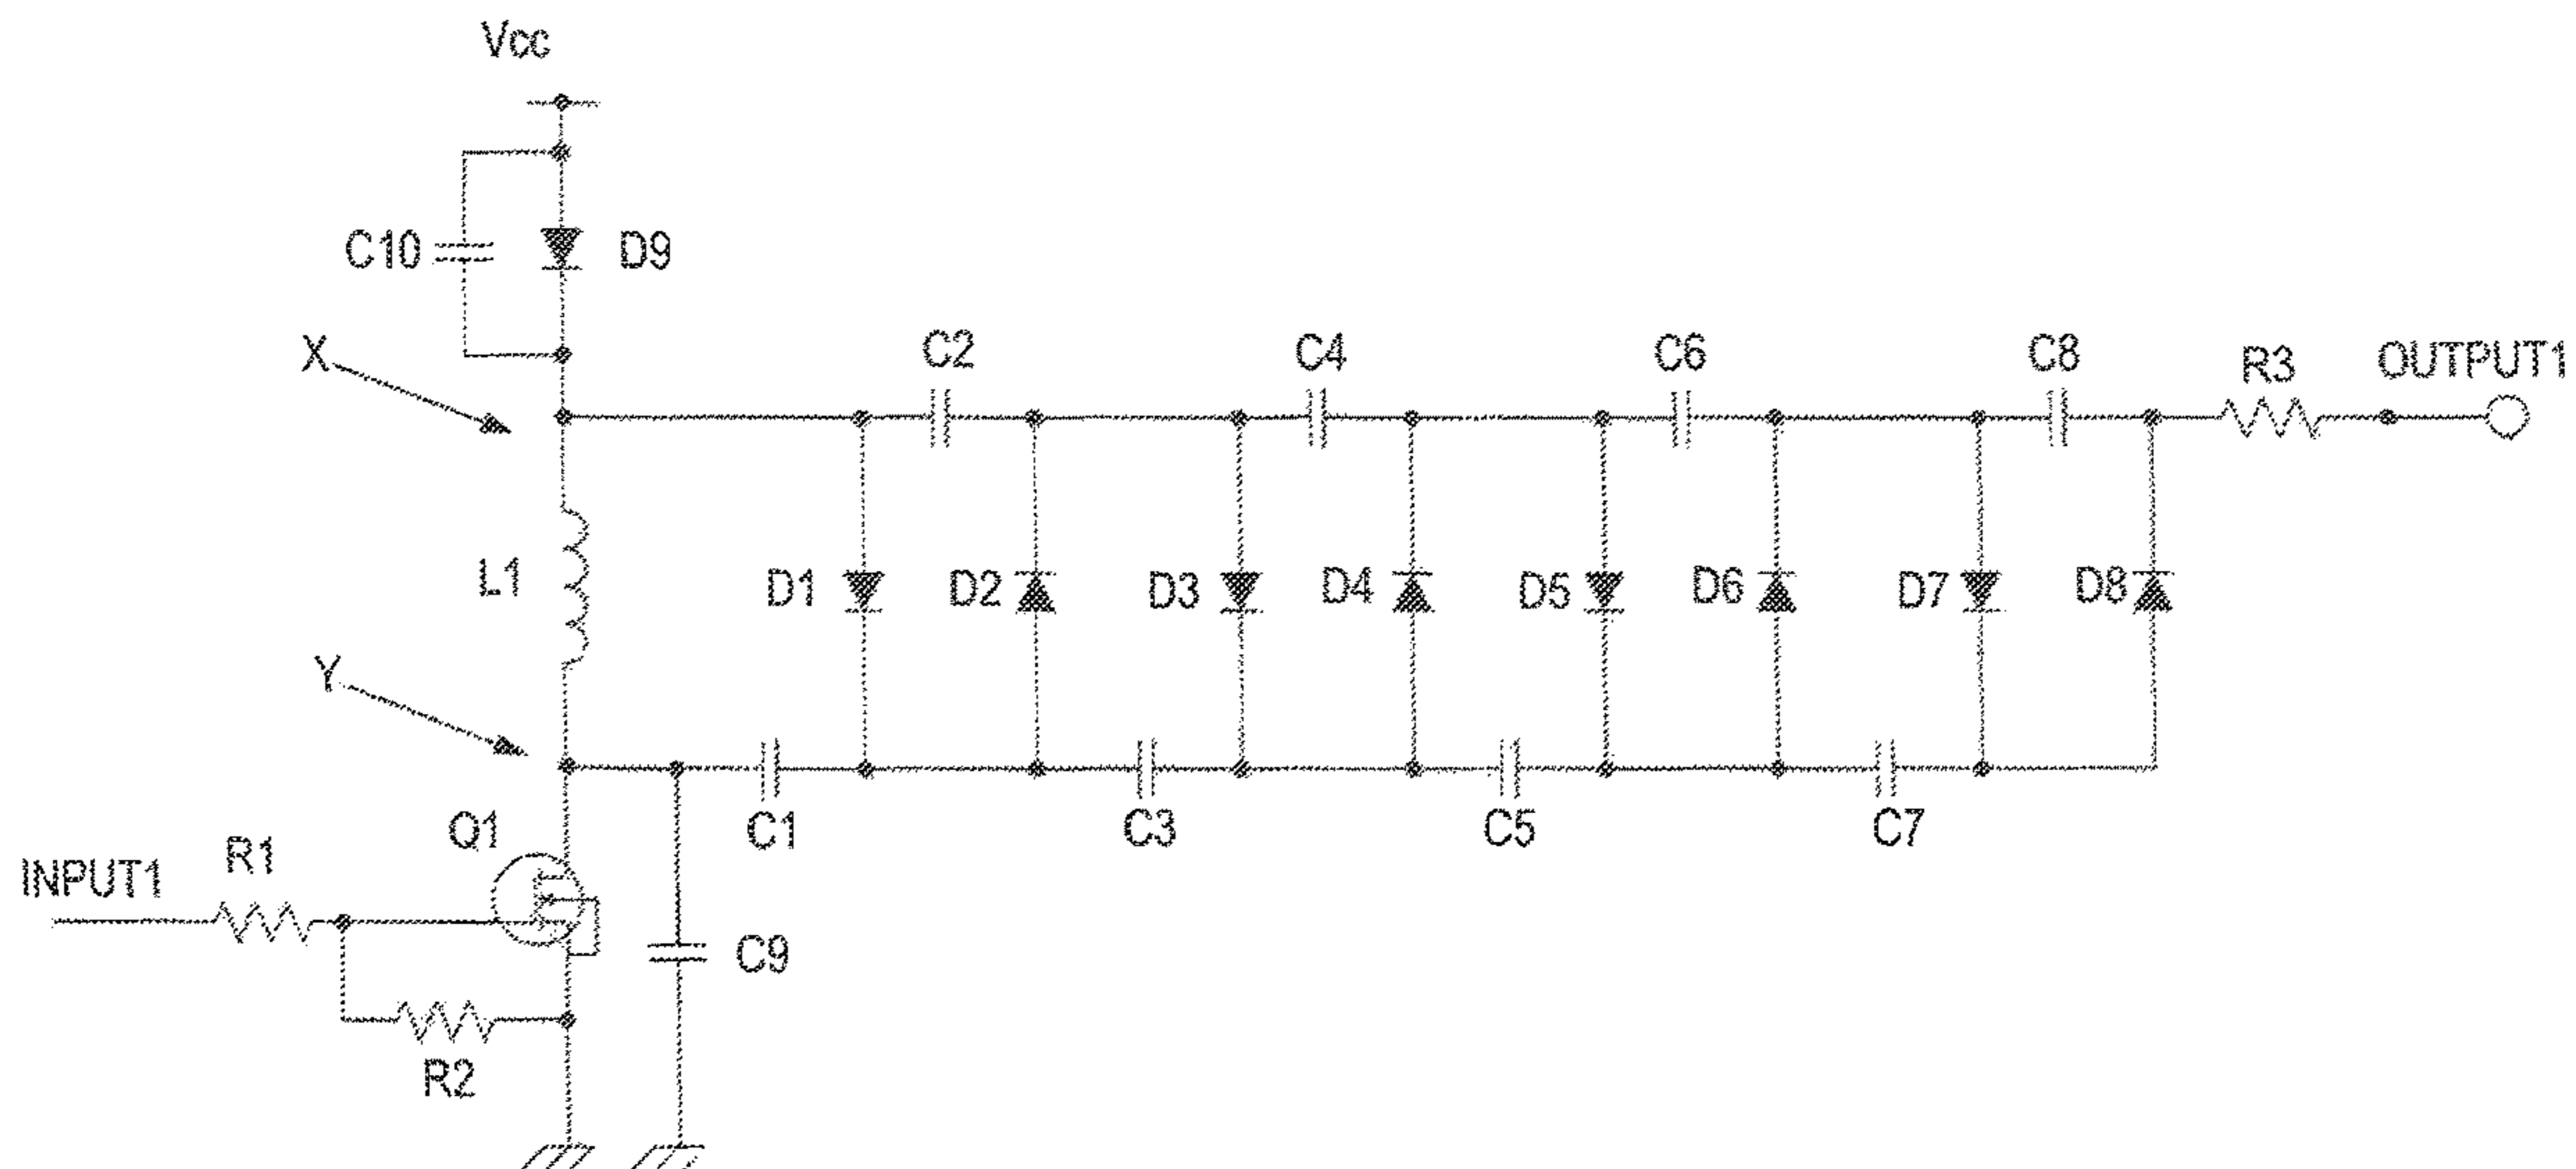 Vcc
C10
D9
X
C2
C4
C6
C8
R3
OUTPUT1
L1
D1
D2
D3
D4
D5
D6
D7
D8
Y
Q1
C1
C3
C5
C7
INPUT1
R1
C9
R2